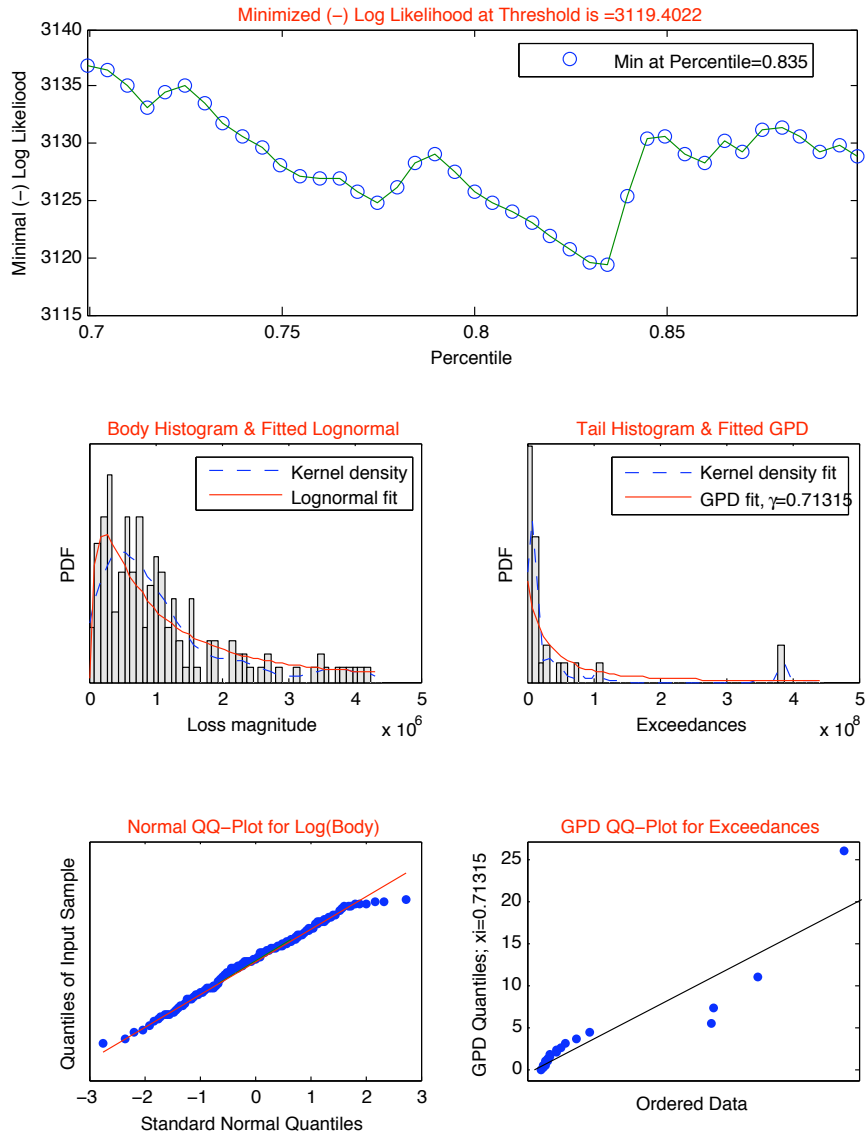 Minimized (−) Log Likelihood at Threshold is =3119.4022
3140
3135
3130
3125
3120
3115
Minimal (−) Log Likeliood
Min at Percentile=0.835
0.7
0.75
0.8
0.85
Percentile
Body Histogram & Fitted Lognormal
Kernel density
Lognormal fit
PDF
0
1
2
3
4
5
Loss magnitude
x 10^6
Tail Histogram & Fitted GPD
Kernel density fit
GPD fit, γ=0.71315
PDF
0
1
2
3
4
5
Exceedances
x 10^8
Normal QQ−Plot for Log(Body)
Quantiles of Input Sample
−3
−2
−1
0
1
2
3
Standard Normal Quantiles
GPD QQ−Plot for Exceedances
GPD Quantiles; xi=0.71315
25
20
15
10
5
0
Ordered Data